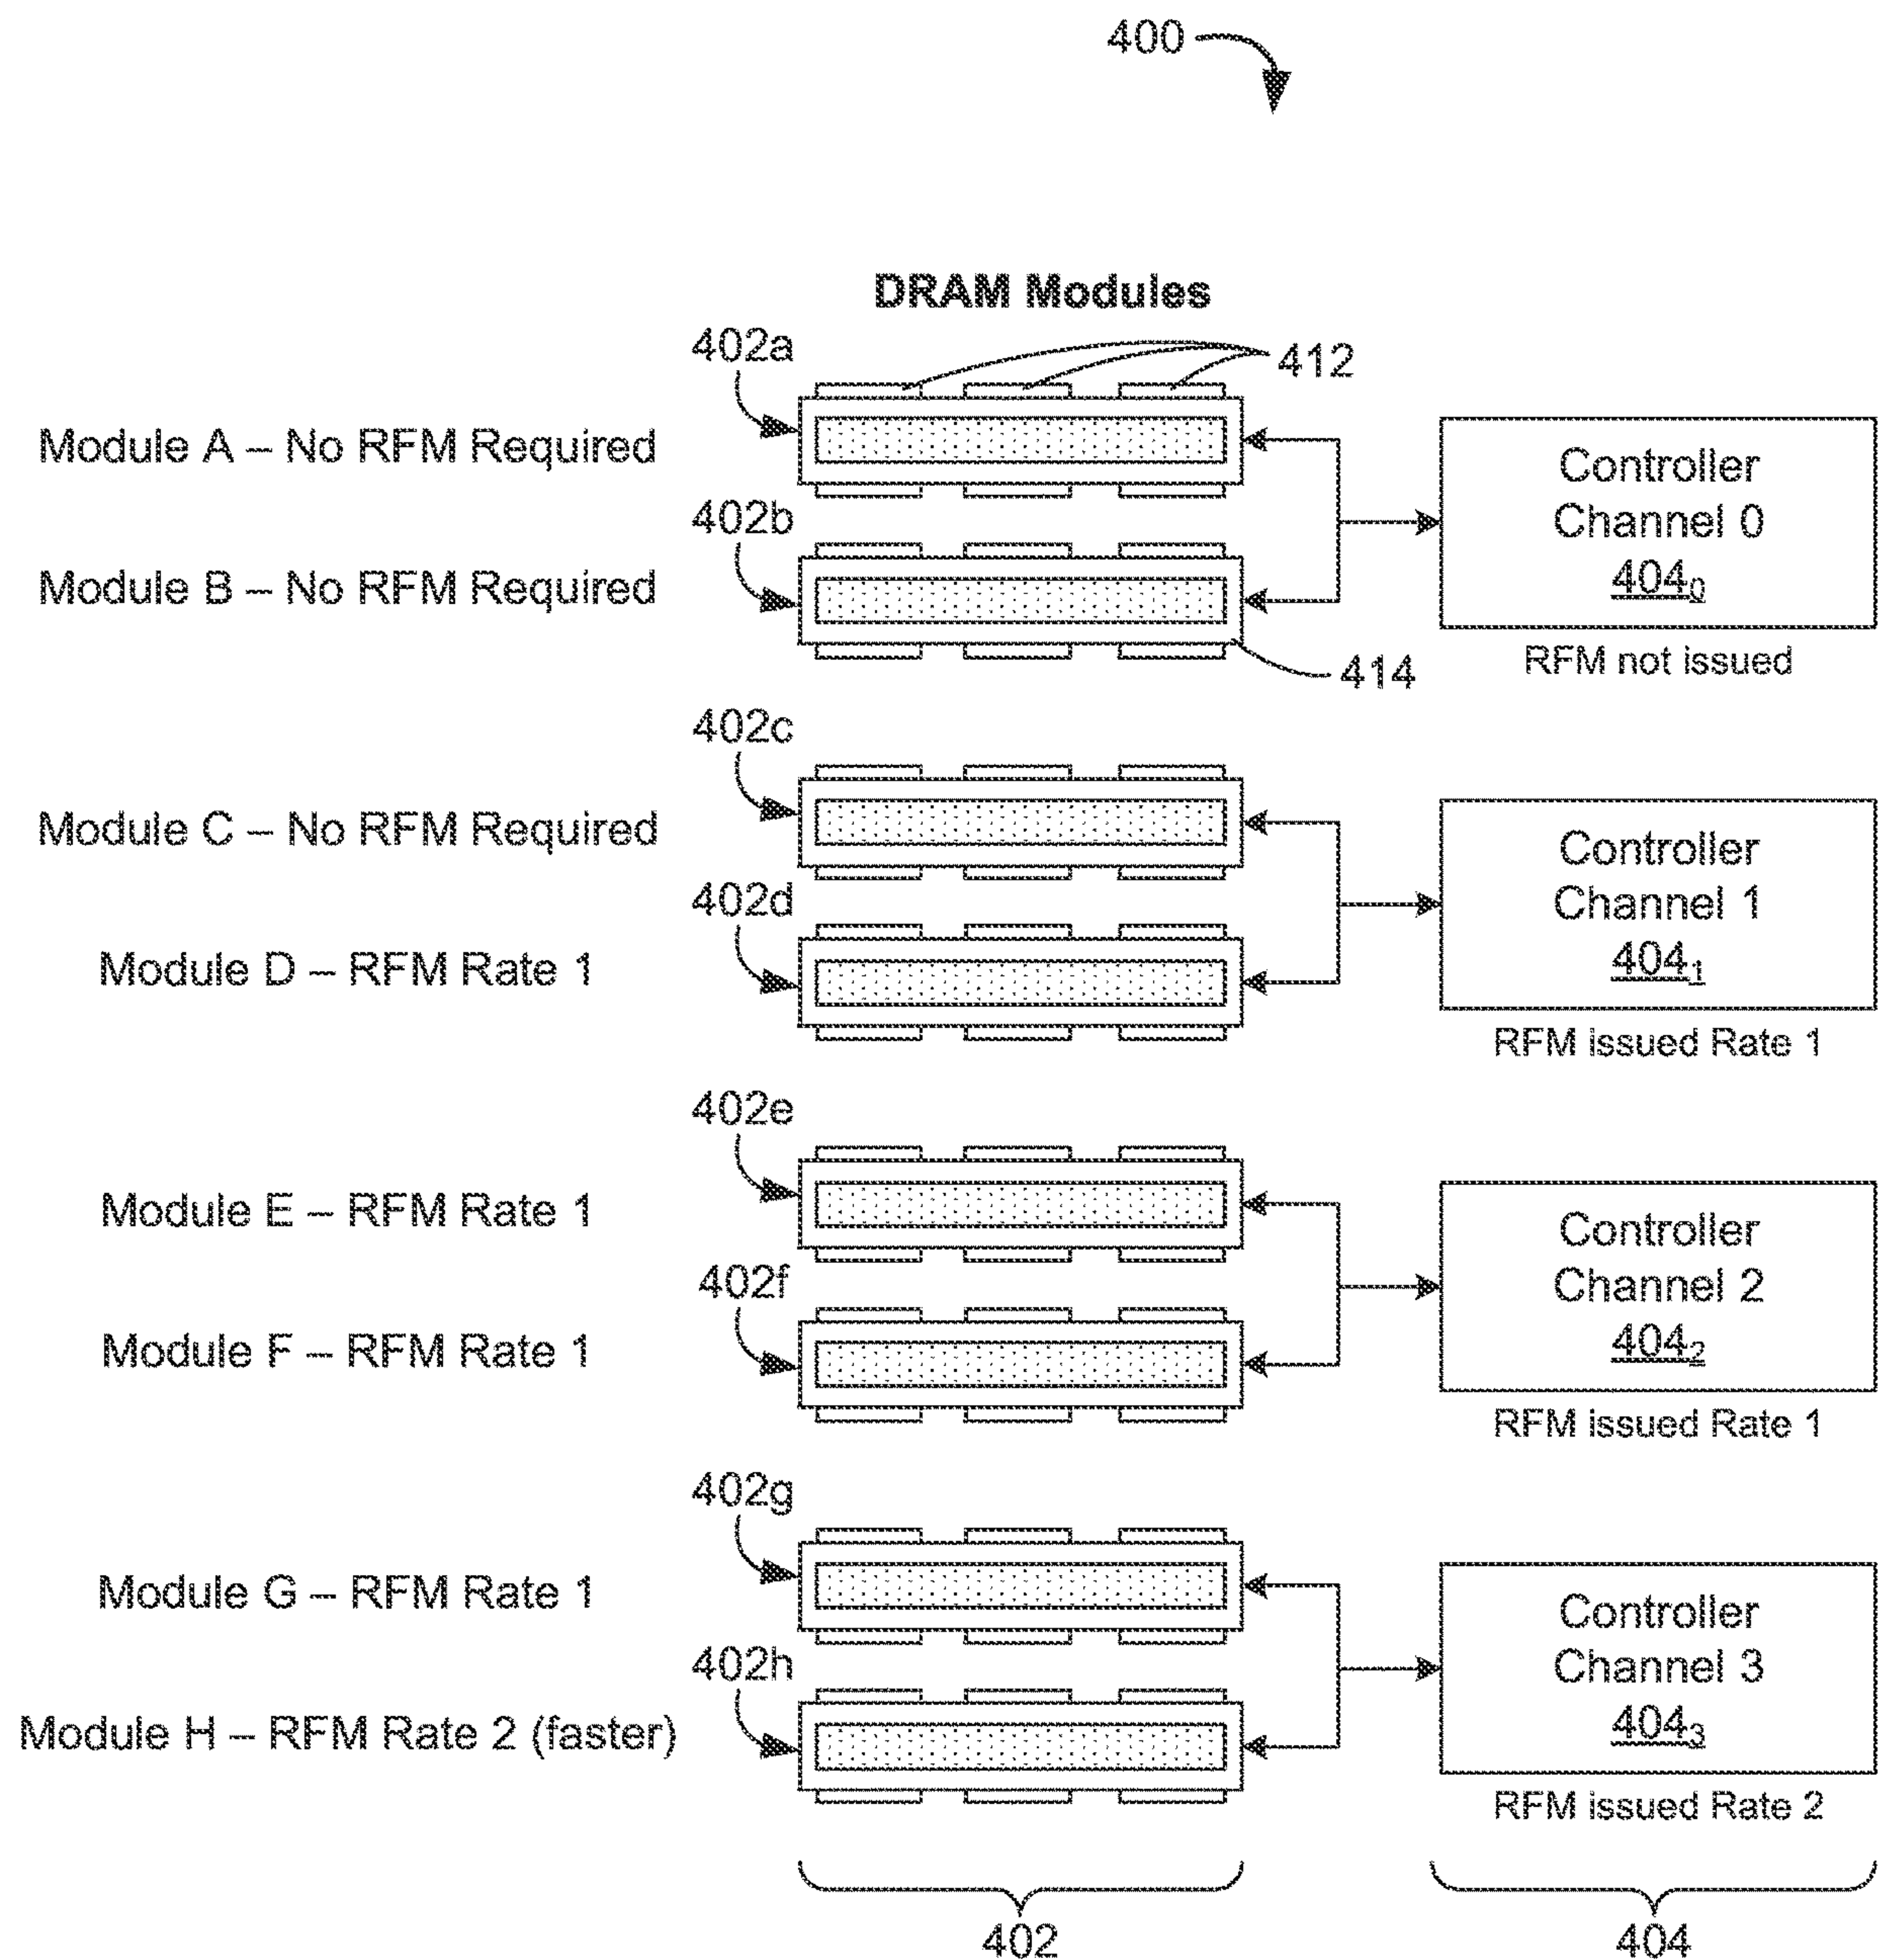 400
DRAM Modules
402a
412
Module A – No RFM Required
Controller
Channel 0
404₀
402b
Module B – No RFM Required
RFM not issued
414
402c
Module C – No RFM Required
Controller
Channel 1
404₁
402d
Module D – RFM Rate 1
RFM issued Rate 1
402e
Module E – RFM Rate 1
Controller
Channel 2
404₂
402f
Module F – RFM Rate 1
RFM issued Rate 1
402g
Module G – RFM Rate 1
Controller
Channel 3
404₃
402h
Module H – RFM Rate 2 (faster)
RFM issued Rate 2
402
404